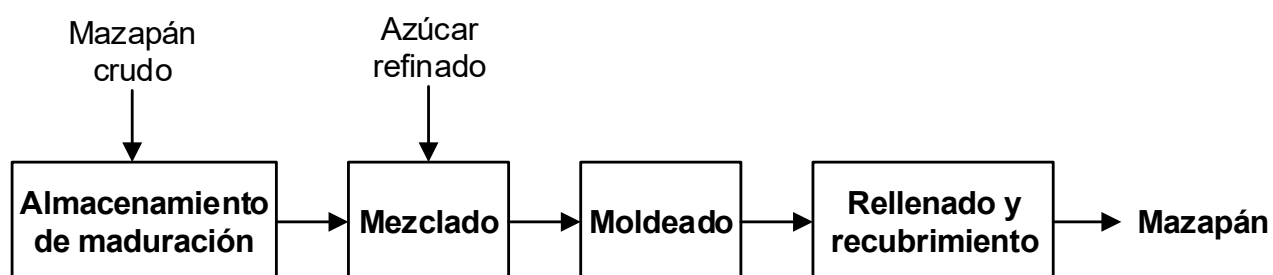 Mazapán
crudo
Azúcar
refinado
Almacenamiento
de maduración
Mezclado
Moldeado
Rellenado y
recubrimiento
Mazapán